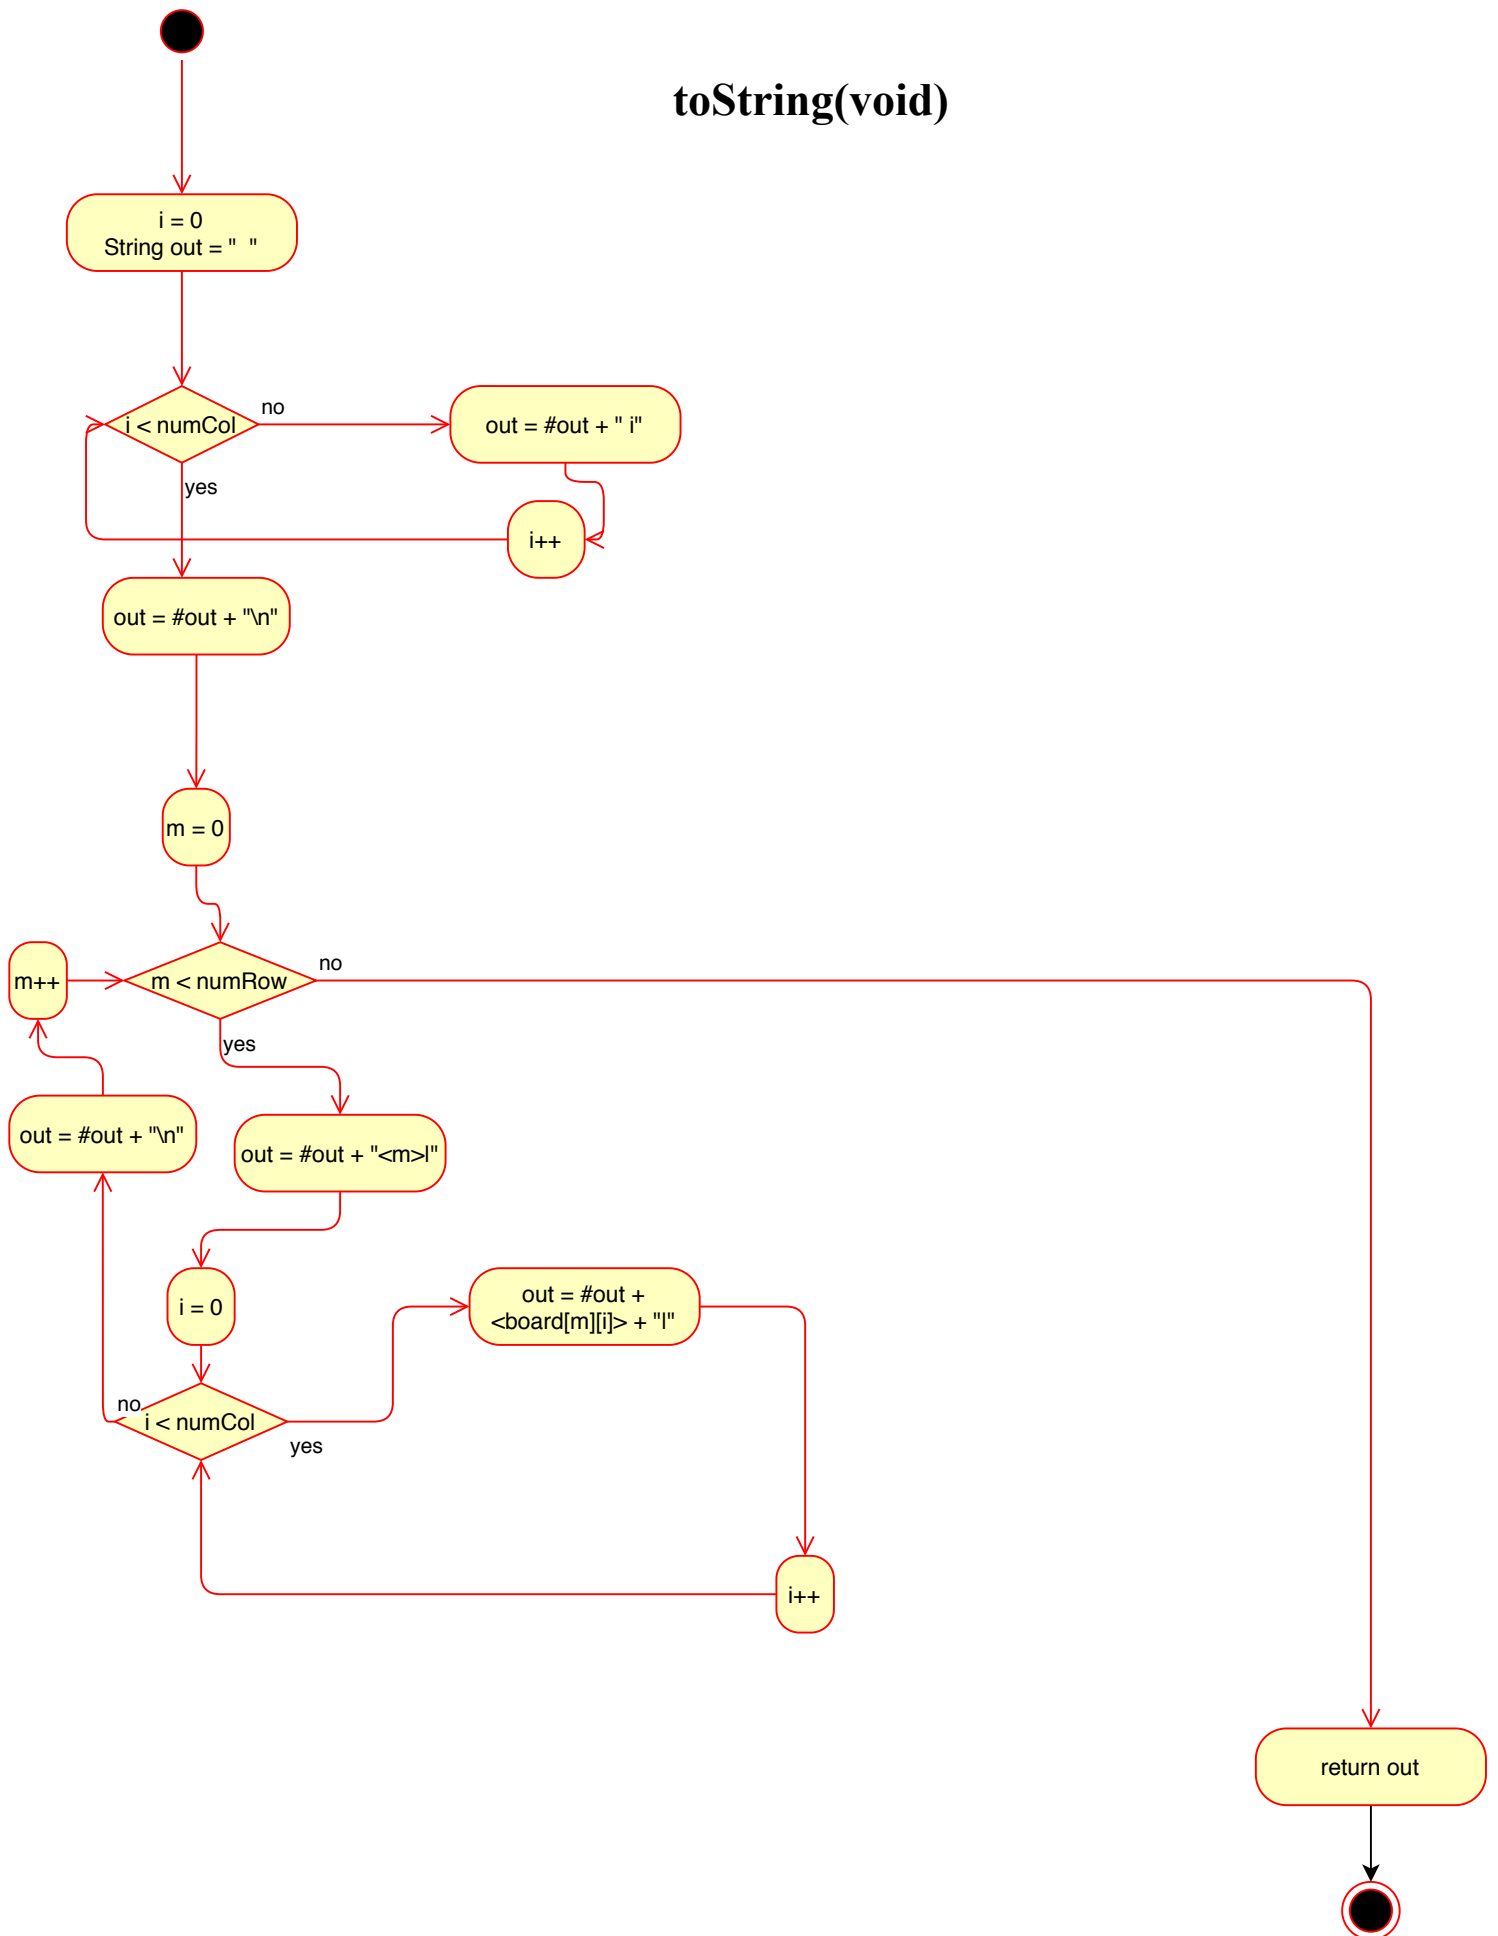 toString(void)
i = 0
String out = "  "
i < numCol
no
out = #out + " i"
yes
i++
out = #out + "\n"
m = 0
m++
m < numRow
no
yes
out = #out + "\n"
out = #out + "<m>|"
i = 0
out = #out +
<board[m][i]> + "|"
no
i < numCol
yes
i++
return out